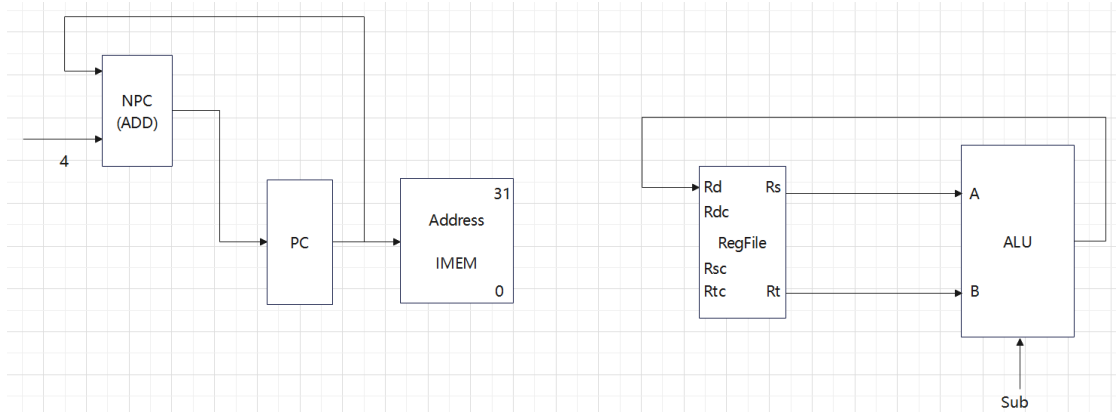 NPC
(ADD)
4
PC
31
Address
IMEM
0
Rd Rs
Rdc
RegFile
Rsc
Rtc Rt
A
ALU
B
Sub